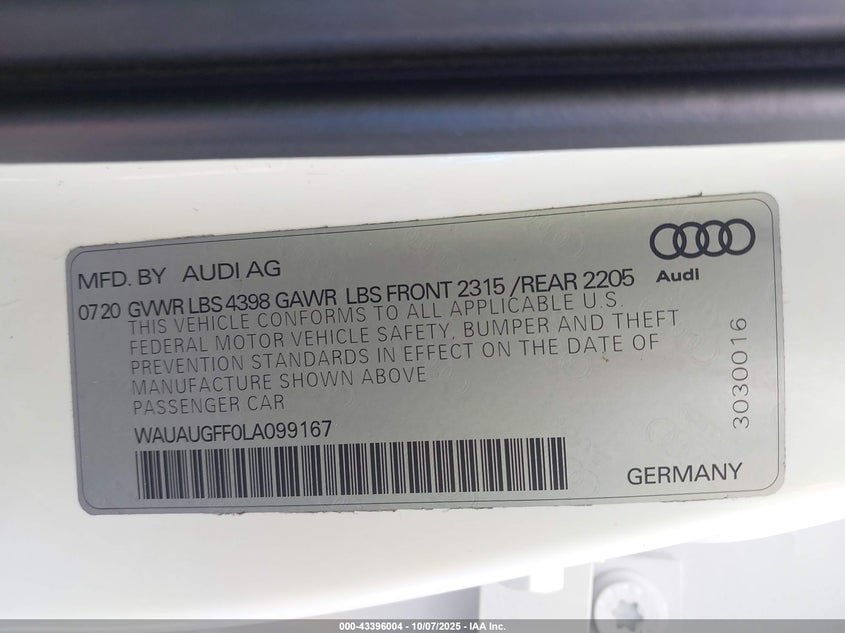 MFD. BY AUDI AG
Audi
07 20 GVWR LBS 4398 GAWR LBS FRONT 2315 /REAR 2205
THIS VEHICLE CONFORMS TO ALL APPLICABLE U.S.
FEDERAL MOTOR VEHICLE SAFETY, BUMPER AND THEFT
PREVENTION STANDARDS IN EFFECT ON THE DATE OF
MANUFACTURE SHOWN ABOVE
PASSENGER CAR
WAUAUGFF0LA099167
3030016
GERMANY
000-43396004 - 10/07/2025 - IAA Inc.